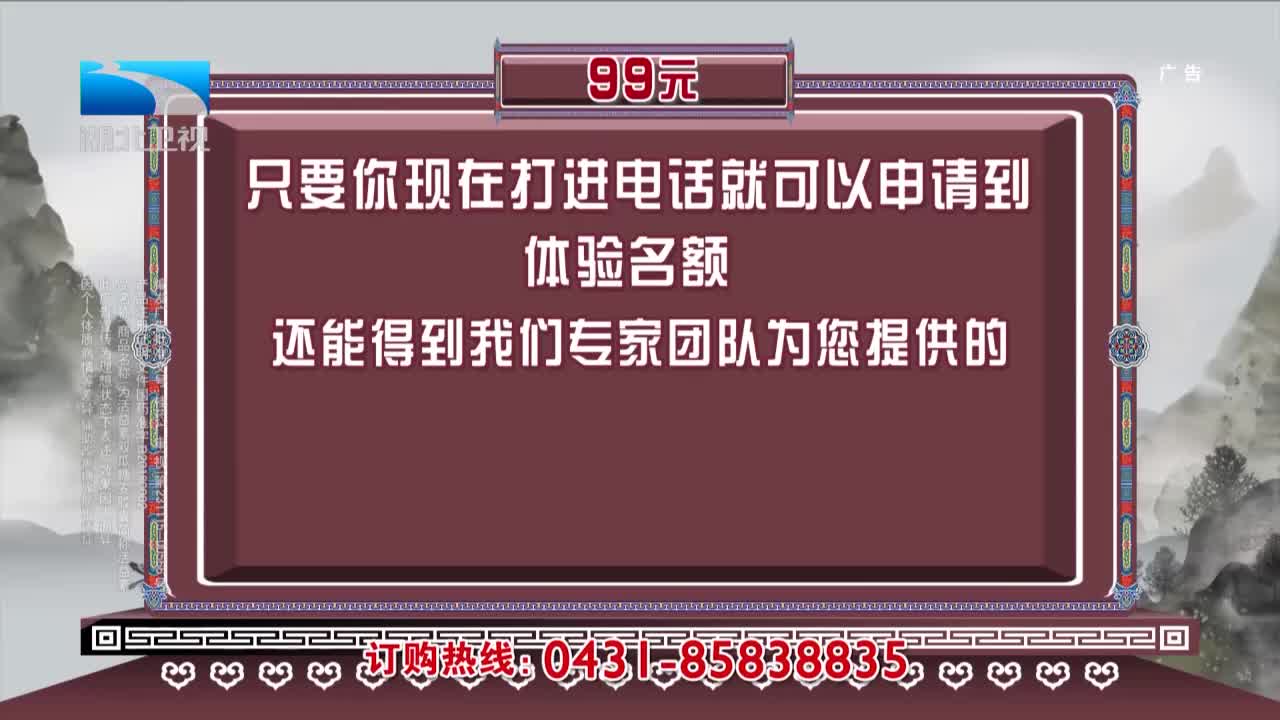 99元
广告
湖北卫视
只要你现在打进电话就可以申请到
体验名额
还能得到我们专家团队为您提供的
订购热线：0431-85838835